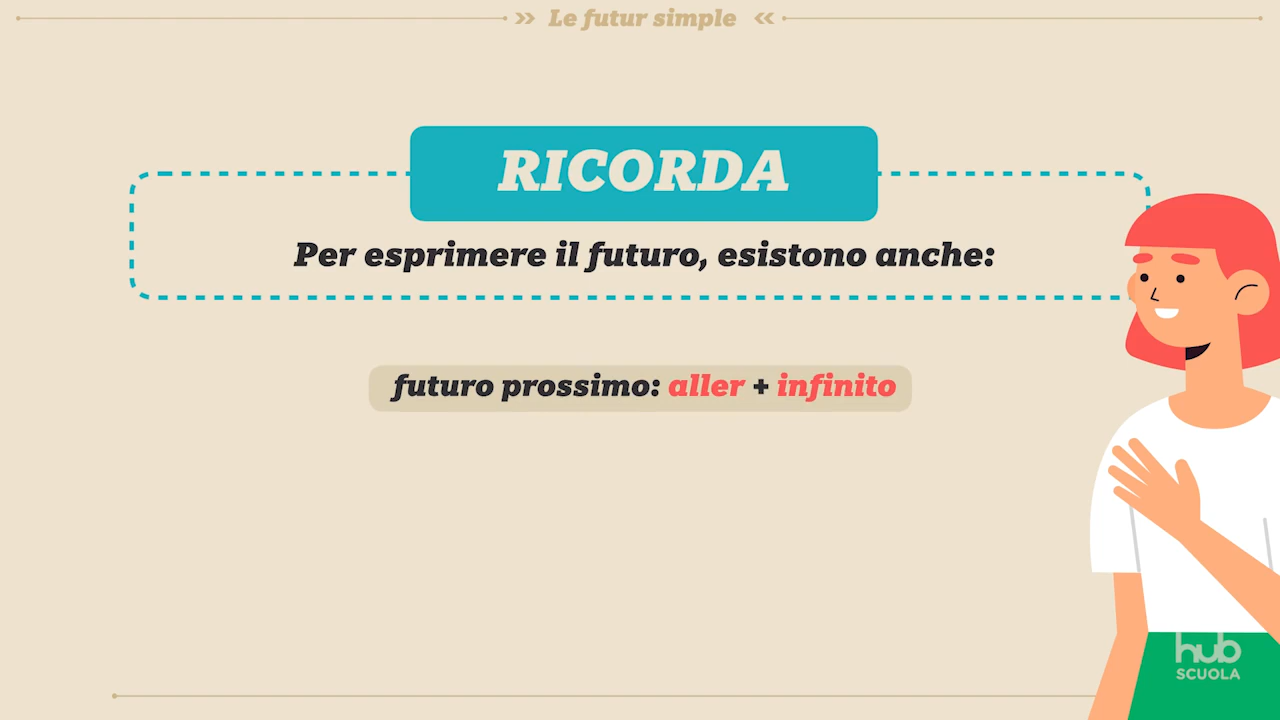 Le futur simple
RICORDA
Per esprimere il futuro, esistono anche:
futuro prossimo: aller + infinito
hub
SCUOLA